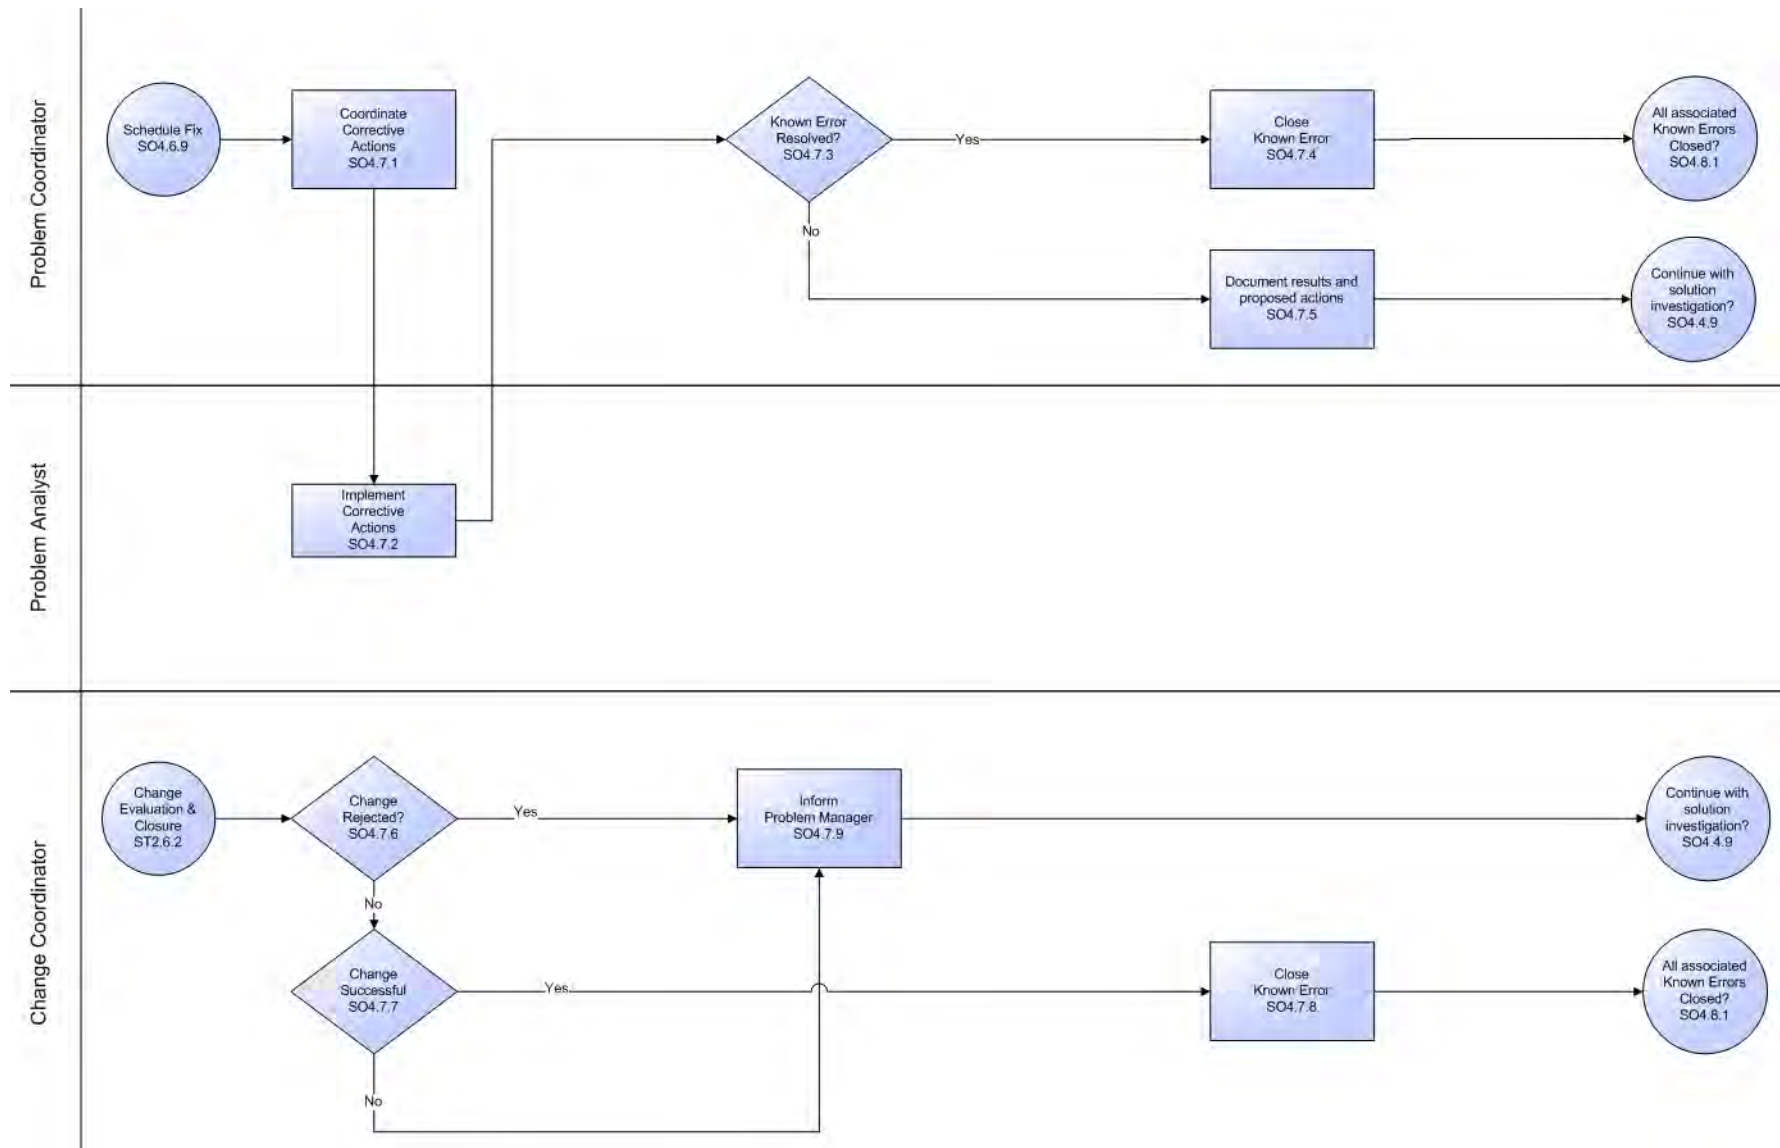 Problem Coordinator
Schedule Fix
SO4.6.9
Coordinate
Corrective
Actions
SO4.7.1
Known Error
Resolved?
SO4.7.3
Yes
No
Close
Known Error
SO4.7.4
All associated
Known Errors
Closed?
SO4.8.1
Document results and
proposed actions
SO4.7.5
Continue with
solution
investigation?
SO4.4.9
Problem Analyst
Implement
Corrective
Actions
SO4.7.2
Change Coordinator
Change
Evaluation &
Closure
ST2.6.2
Change
Rejected?
SO4.7.6
Yes
No
Inform
Problem Manager
SO4.7.9
Continue with
solution
investigation?
SO4.4.9
Change
Successful
SO4.7.7
Yes
No
Close
Known Error
SO4.7.8
All associated
Known Errors
Closed?
SO4.8.1